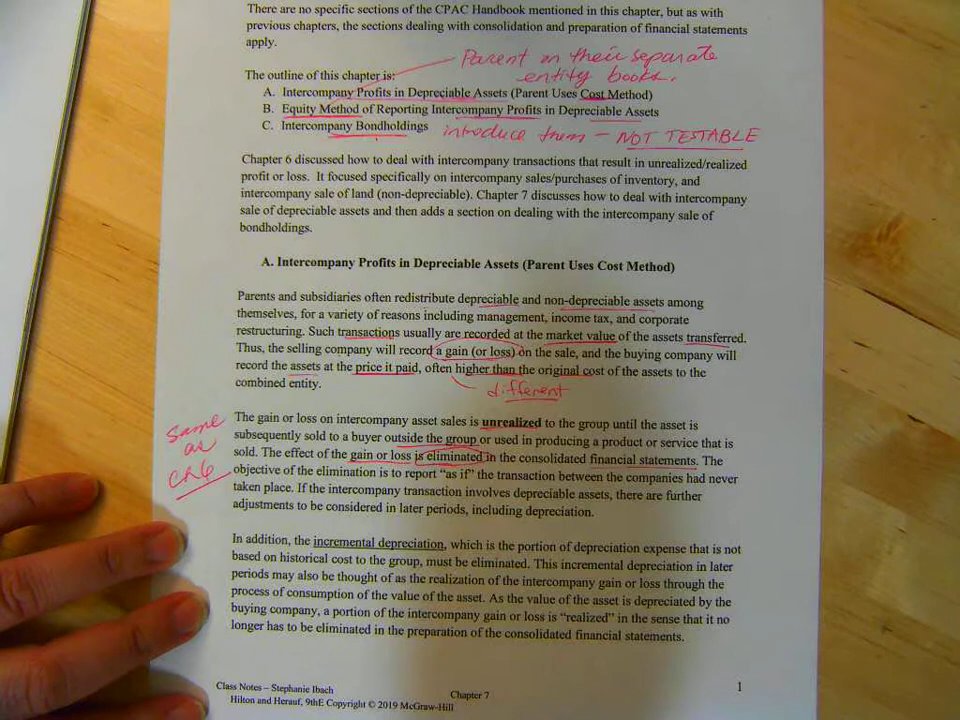 There are no specific sections of the CPAC Handbook mentioned in this chapter, but as with
previous chapters, the sections dealing with consolidation and preparation of financial statements
apply.
Parent on their separate
entity books.
The outline of this chapter is:
A. Intercompany Profits in Depreciable Assets (Parent Uses Cost Method)
B. Equity Method of Reporting Intercompany Profits in Depreciable Assets
C. Intercompany Bondholdings introduce them – NOT TESTABLE
Chapter 6 discussed how to deal with intercompany transactions that result in unrealized/realized
profit or loss. It focused specifically on intercompany sales/purchases of inventory, and
intercompany sale of land (non-depreciable). Chapter 7 discusses how to deal with intercompany
sale of depreciable assets and then adds a section on dealing with the intercompany sale of
bondholdings.
A. Intercompany Profits in Depreciable Assets (Parent Uses Cost Method)
Parents and subsidiaries often redistribute depreciable and non-depreciable assets among
themselves, for a variety of reasons including management, income tax, and corporate
restructuring. Such transactions usually are recorded at the market value of the assets transferred.
Thus, the selling company will record a gain (or loss) on the sale, and the buying company will
record the assets at the price it paid, often higher than the original cost of the assets to the
combined entity.
different
same
as
ch6
The gain or loss on intercompany asset sales is unrealized to the group until the asset is
subsequently sold to a buyer outside the group or used in producing a product or service that is
sold. The effect of the gain or loss is eliminated in the consolidated financial statements. The
objective of the elimination is to report “as if” the transaction between the companies had never
taken place. If the intercompany transaction involves depreciable assets, there are further
adjustments to be considered in later periods, including depreciation.
In addition, the incremental depreciation, which is the portion of depreciation expense that is not
based on historical cost to the group, must be eliminated. This incremental depreciation in later
periods may also be thought of as the realization of the intercompany gain or loss through the
process of consumption of the value of the asset. As the value of the asset is depreciated by the
buying company, a portion of the intercompany gain or loss is “realized” in the sense that it no
longer has to be eliminated in the preparation of the consolidated financial statements.
Class Notes – Stephanie Ibach Chapter 7 1
Hilton and Herauf, 9thE Copyright © 2019 McGraw-Hill